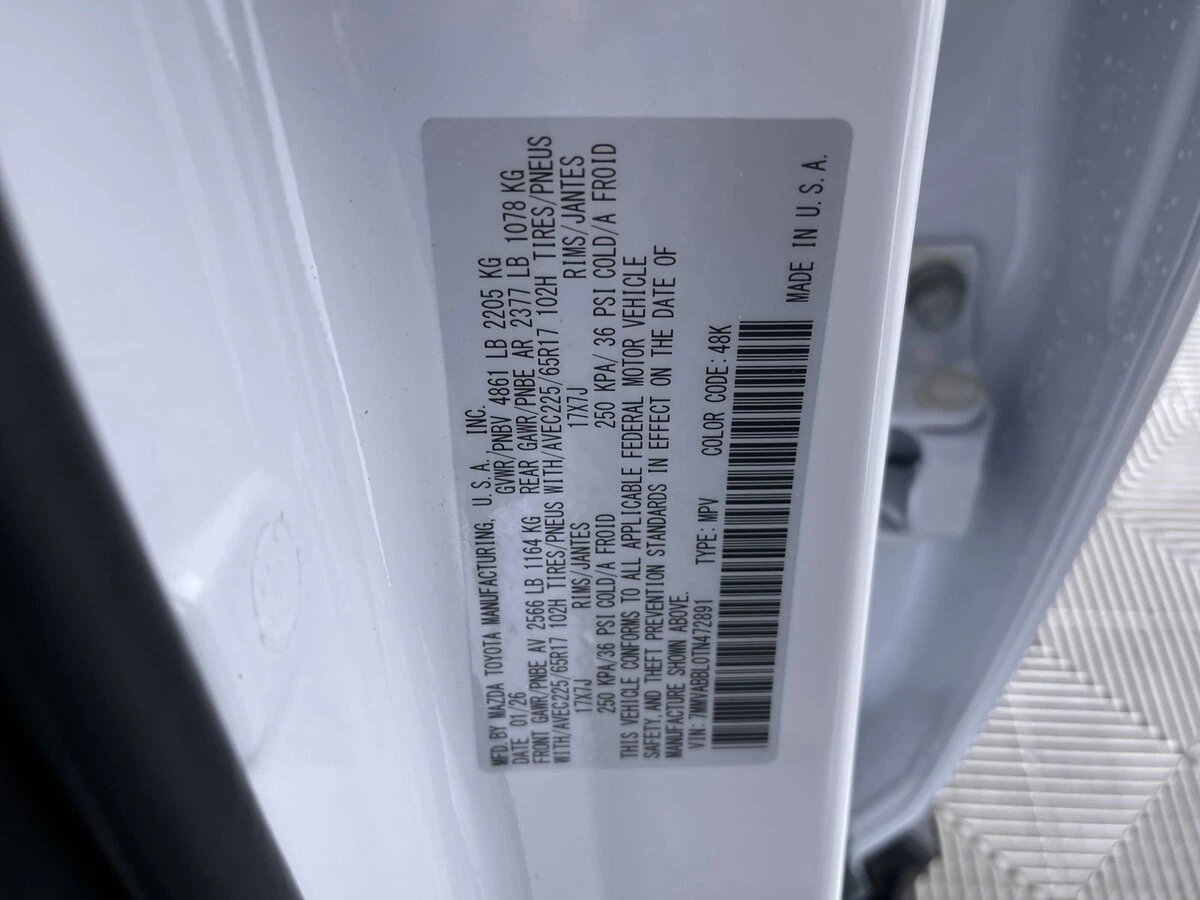 MFD.BY MAZDA TOYOTA MANUFACTURING, U.S.A., INC.
DATE 01/26 GVWR/PNBV 4861 LB 2205 KG
FRONT GAWR/PNBE AV 2566 LB 1164 KG REAR GAWR/PNBE AR 2377 LB 1078 KG
WITH/AVEC225/65R17 102H TIRES/PNEUS WITH/AVEC225/65R17 102H TIRES/PNEUS
17X7J RIMS/JANTES 17X7J RIMS/JANTES
250 KPA/36 PSI COLD/A FROID 250 KPA/ 36 PSI COLD/A FROID
THIS VEHICLE CONFORMS TO ALL APPLICABLE FEDERAL MOTOR VEHICLE
SAFETY, AND THEFT PREVENTION STANDARDS IN EFFECT ON THE DATE OF
MANUFACTURE SHOWN ABOVE.
VIN: 7MMVABBL0TN472891 TYPE: MPV COLOR CODE: 48K
MADE IN U.S.A.